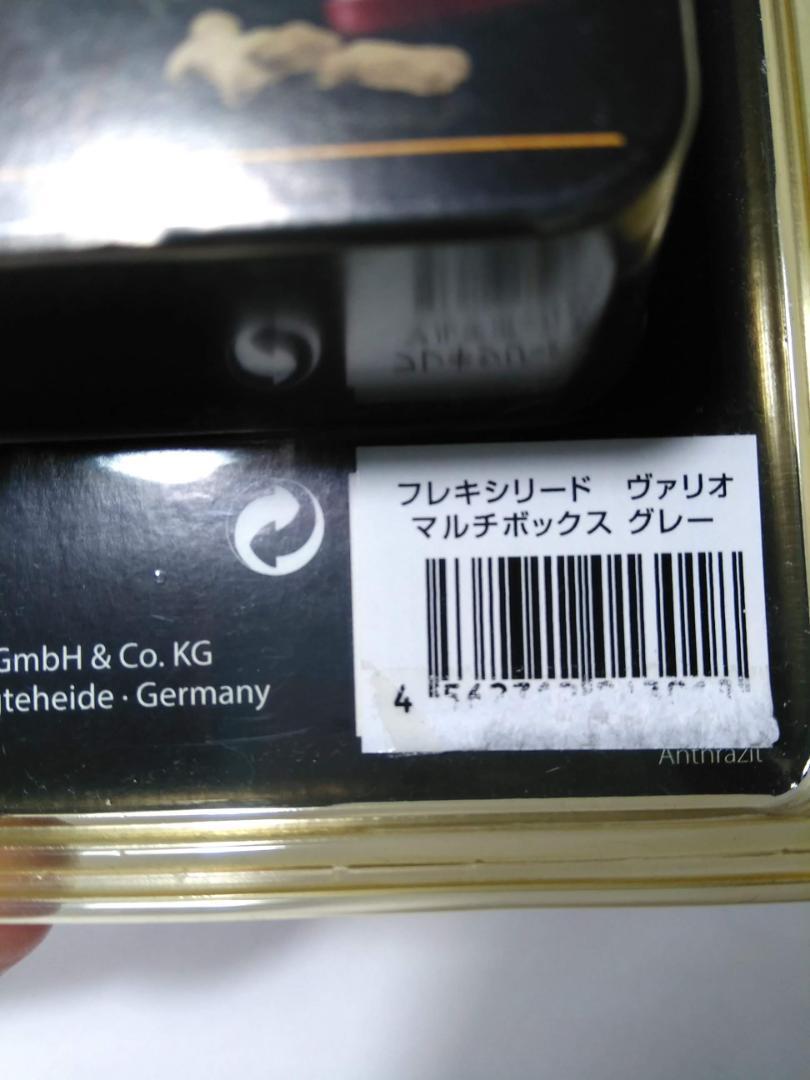 フレキシリード ヴァリオ
マルチボックス グレー
GmbH & Co. KG
gteheide · Germany
4
Anthrazit